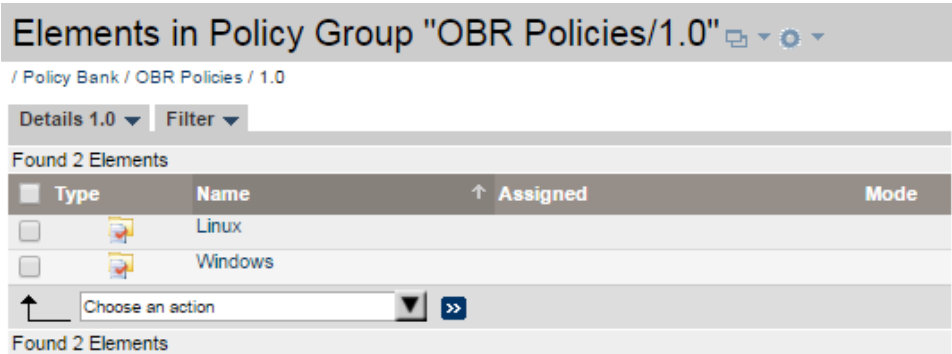 Elements in Policy Group "OBR Policies/1.0"
/ Policy Bank / OBR Policies / 1.0
Details 1.0 Filter
Found 2 Elements
Type Name Assigned Mode
Linux
Windows
Choose an action
Found 2 Elements